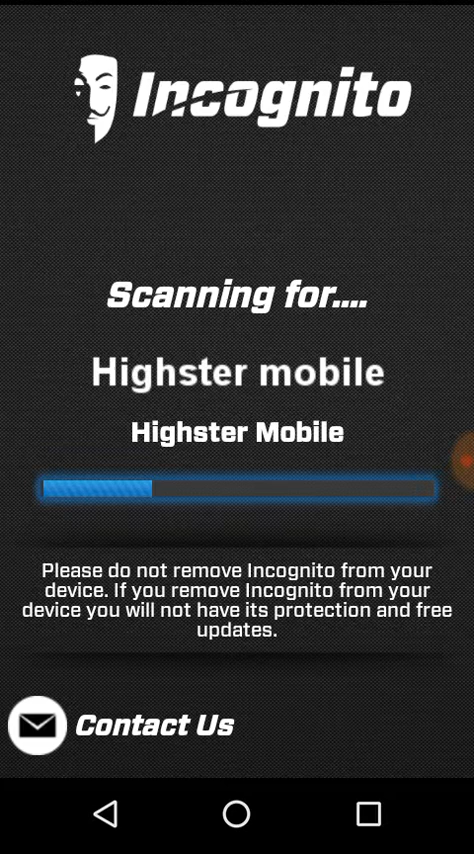 Incognito
Scanning for....
Highster mobile
Highster Mobile
Please do not remove Incognito from your
device. If you remove Incognito from your
device you will not have its protection and free
updates.
Contact Us